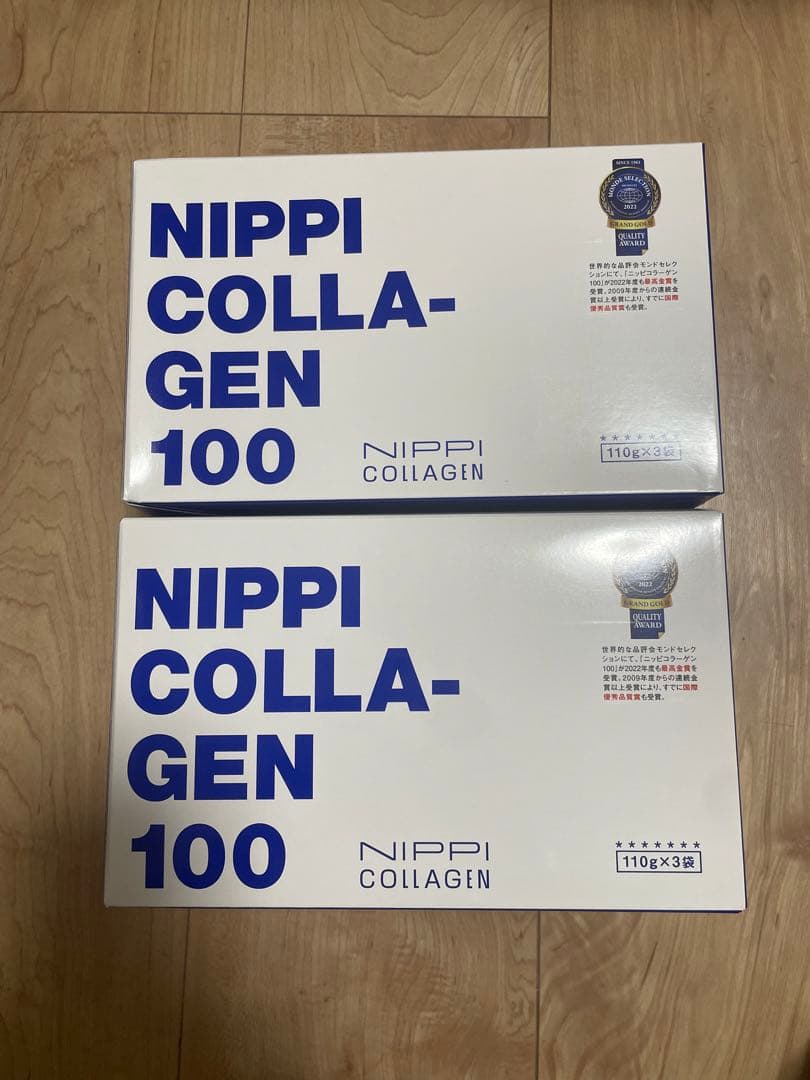 NIPPI
COLLA-
GEN
100
NIPPI
COLLAGEN
SINCE 1961
MONDE SELECTION
2022
GRAND GOLD
QUALITY
AWARD
世界的な品評会モンドセレク
ションにて、「ニッピコラーゲン
100」が2022年度も最高金賞を
受賞。2009年度からの連続金
賞以上受賞により、すでに国際
優秀品質賞も受賞。
*******
110g×3袋
NIPPI
COLLA-
GEN
100
NIPPI
COLLAGEN
2022
GRAND GOLD
QUALITY
AWARD
世界的な品評会モンドセレク
ションにて、「ニッピコラーゲン
100」が2022年度も最高金賞を
受賞。2009年度からの連続金
賞以上受賞により、すでに国際
優秀品質賞も受賞。
*******
110g×3袋